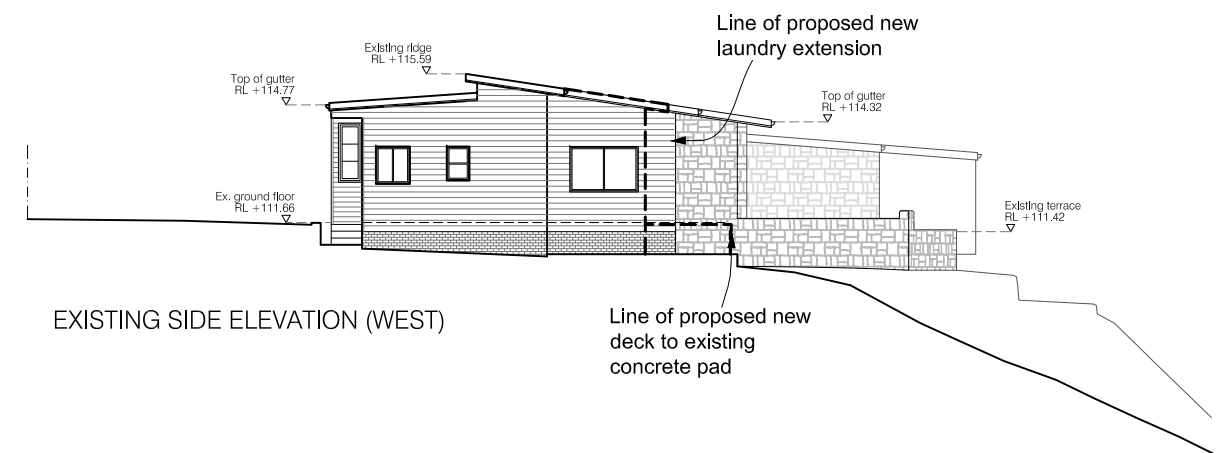 Line of proposed new
laundry extension
Existing ridge
RL +115.59
Top of gutter
RL +114.77
Top of gutter
RL +114.32
Ex. ground floor
RL +111.66
Existing terrace
RL +111.42
EXISTING SIDE ELEVATION (WEST)
Line of proposed new
deck to existing
concrete pad